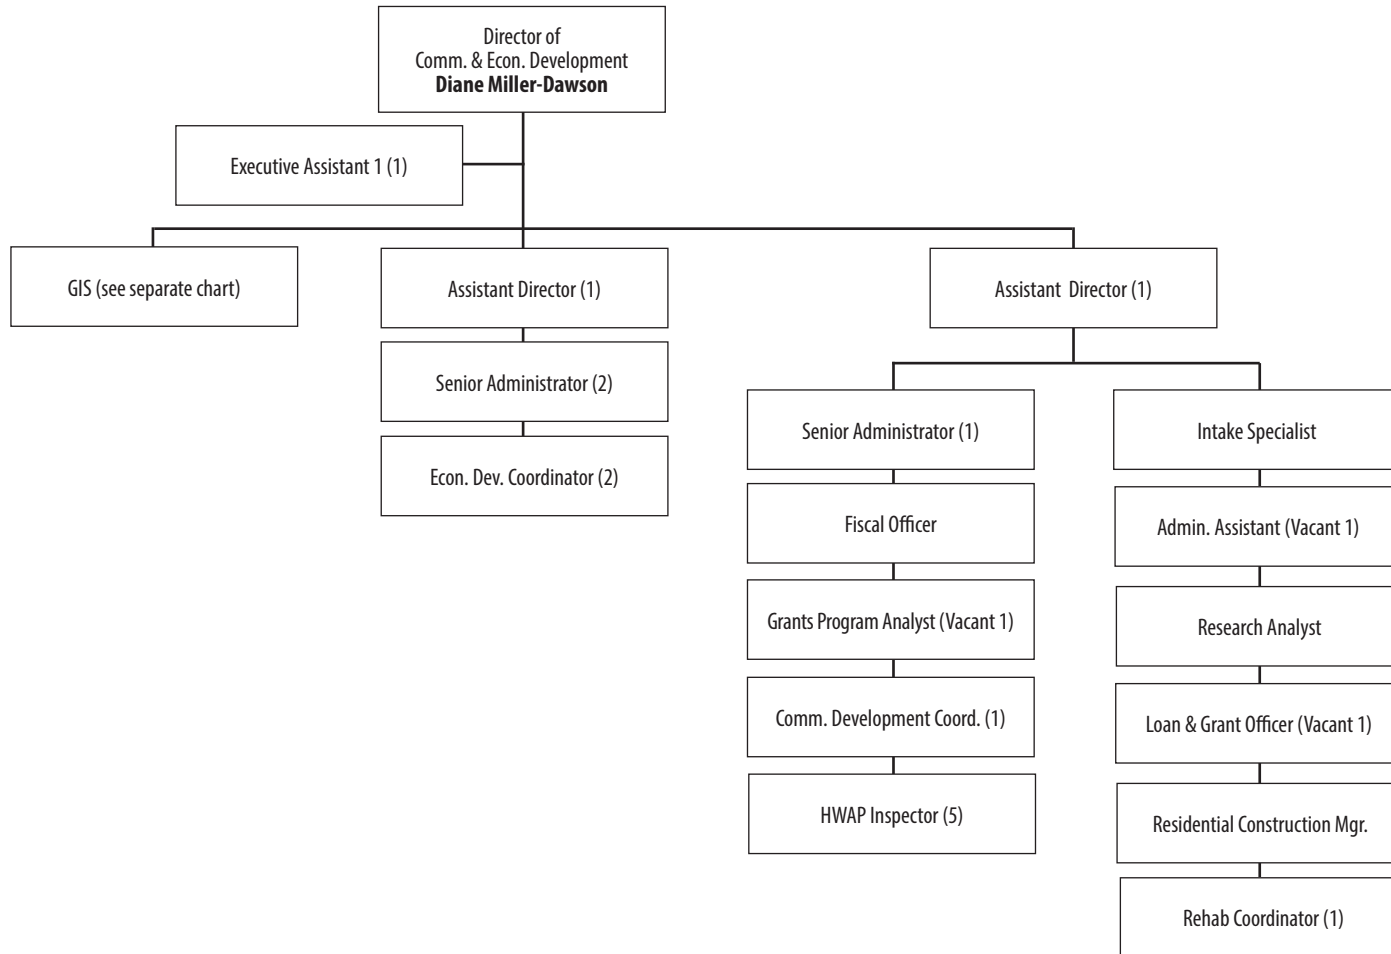 Director of
Comm. & Econ. Development
Diane Miller-Dawson
Executive Assistant 1 (1)
GIS (see separate chart)
Assistant Director (1)
Assistant Director (1)
Senior Administrator (2)
Econ. Dev. Coordinator (2)
Senior Administrator (1)
Fiscal Officer
Grants Program Analyst (Vacant 1)
Comm. Development Coord. (1)
HWAP Inspector (5)
Intake Specialist
Admin. Assistant (Vacant 1)
Research Analyst
Loan & Grant Officer (Vacant 1)
Residential Construction Mgr.
Rehab Coordinator (1)